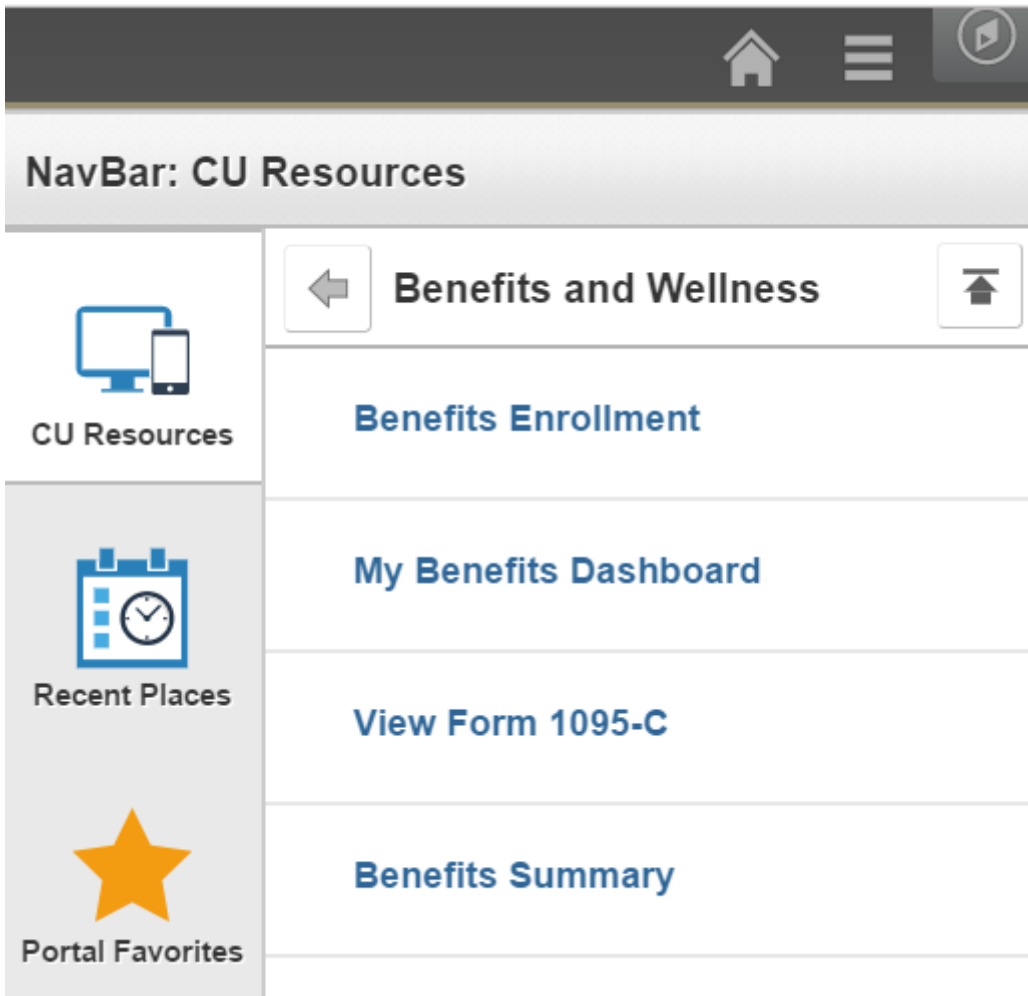 NavBar: CU Resources
Benefits and Wellness
CU Resources
Benefits Enrollment
My Benefits Dashboard
Recent Places
View Form 1095-C
Benefits Summary
Portal Favorites